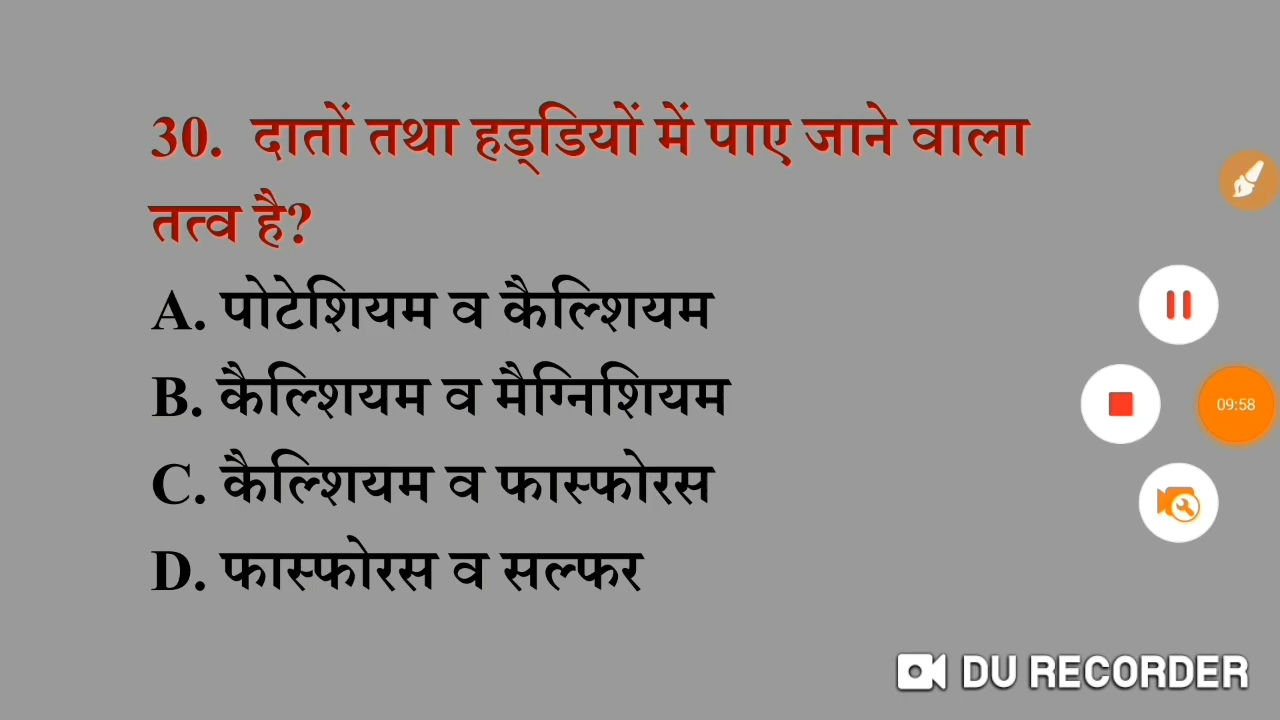 30. दातों तथा हड्डियों में पाए जाने वाला
तत्व है?
A. पोटेशियम व कैल्शियम
B. कैल्शियम व मैग्निशियम
C. कैल्शियम व फास्फोरस
D. फास्फोरस व सल्फर
09:58
DU RECORDER